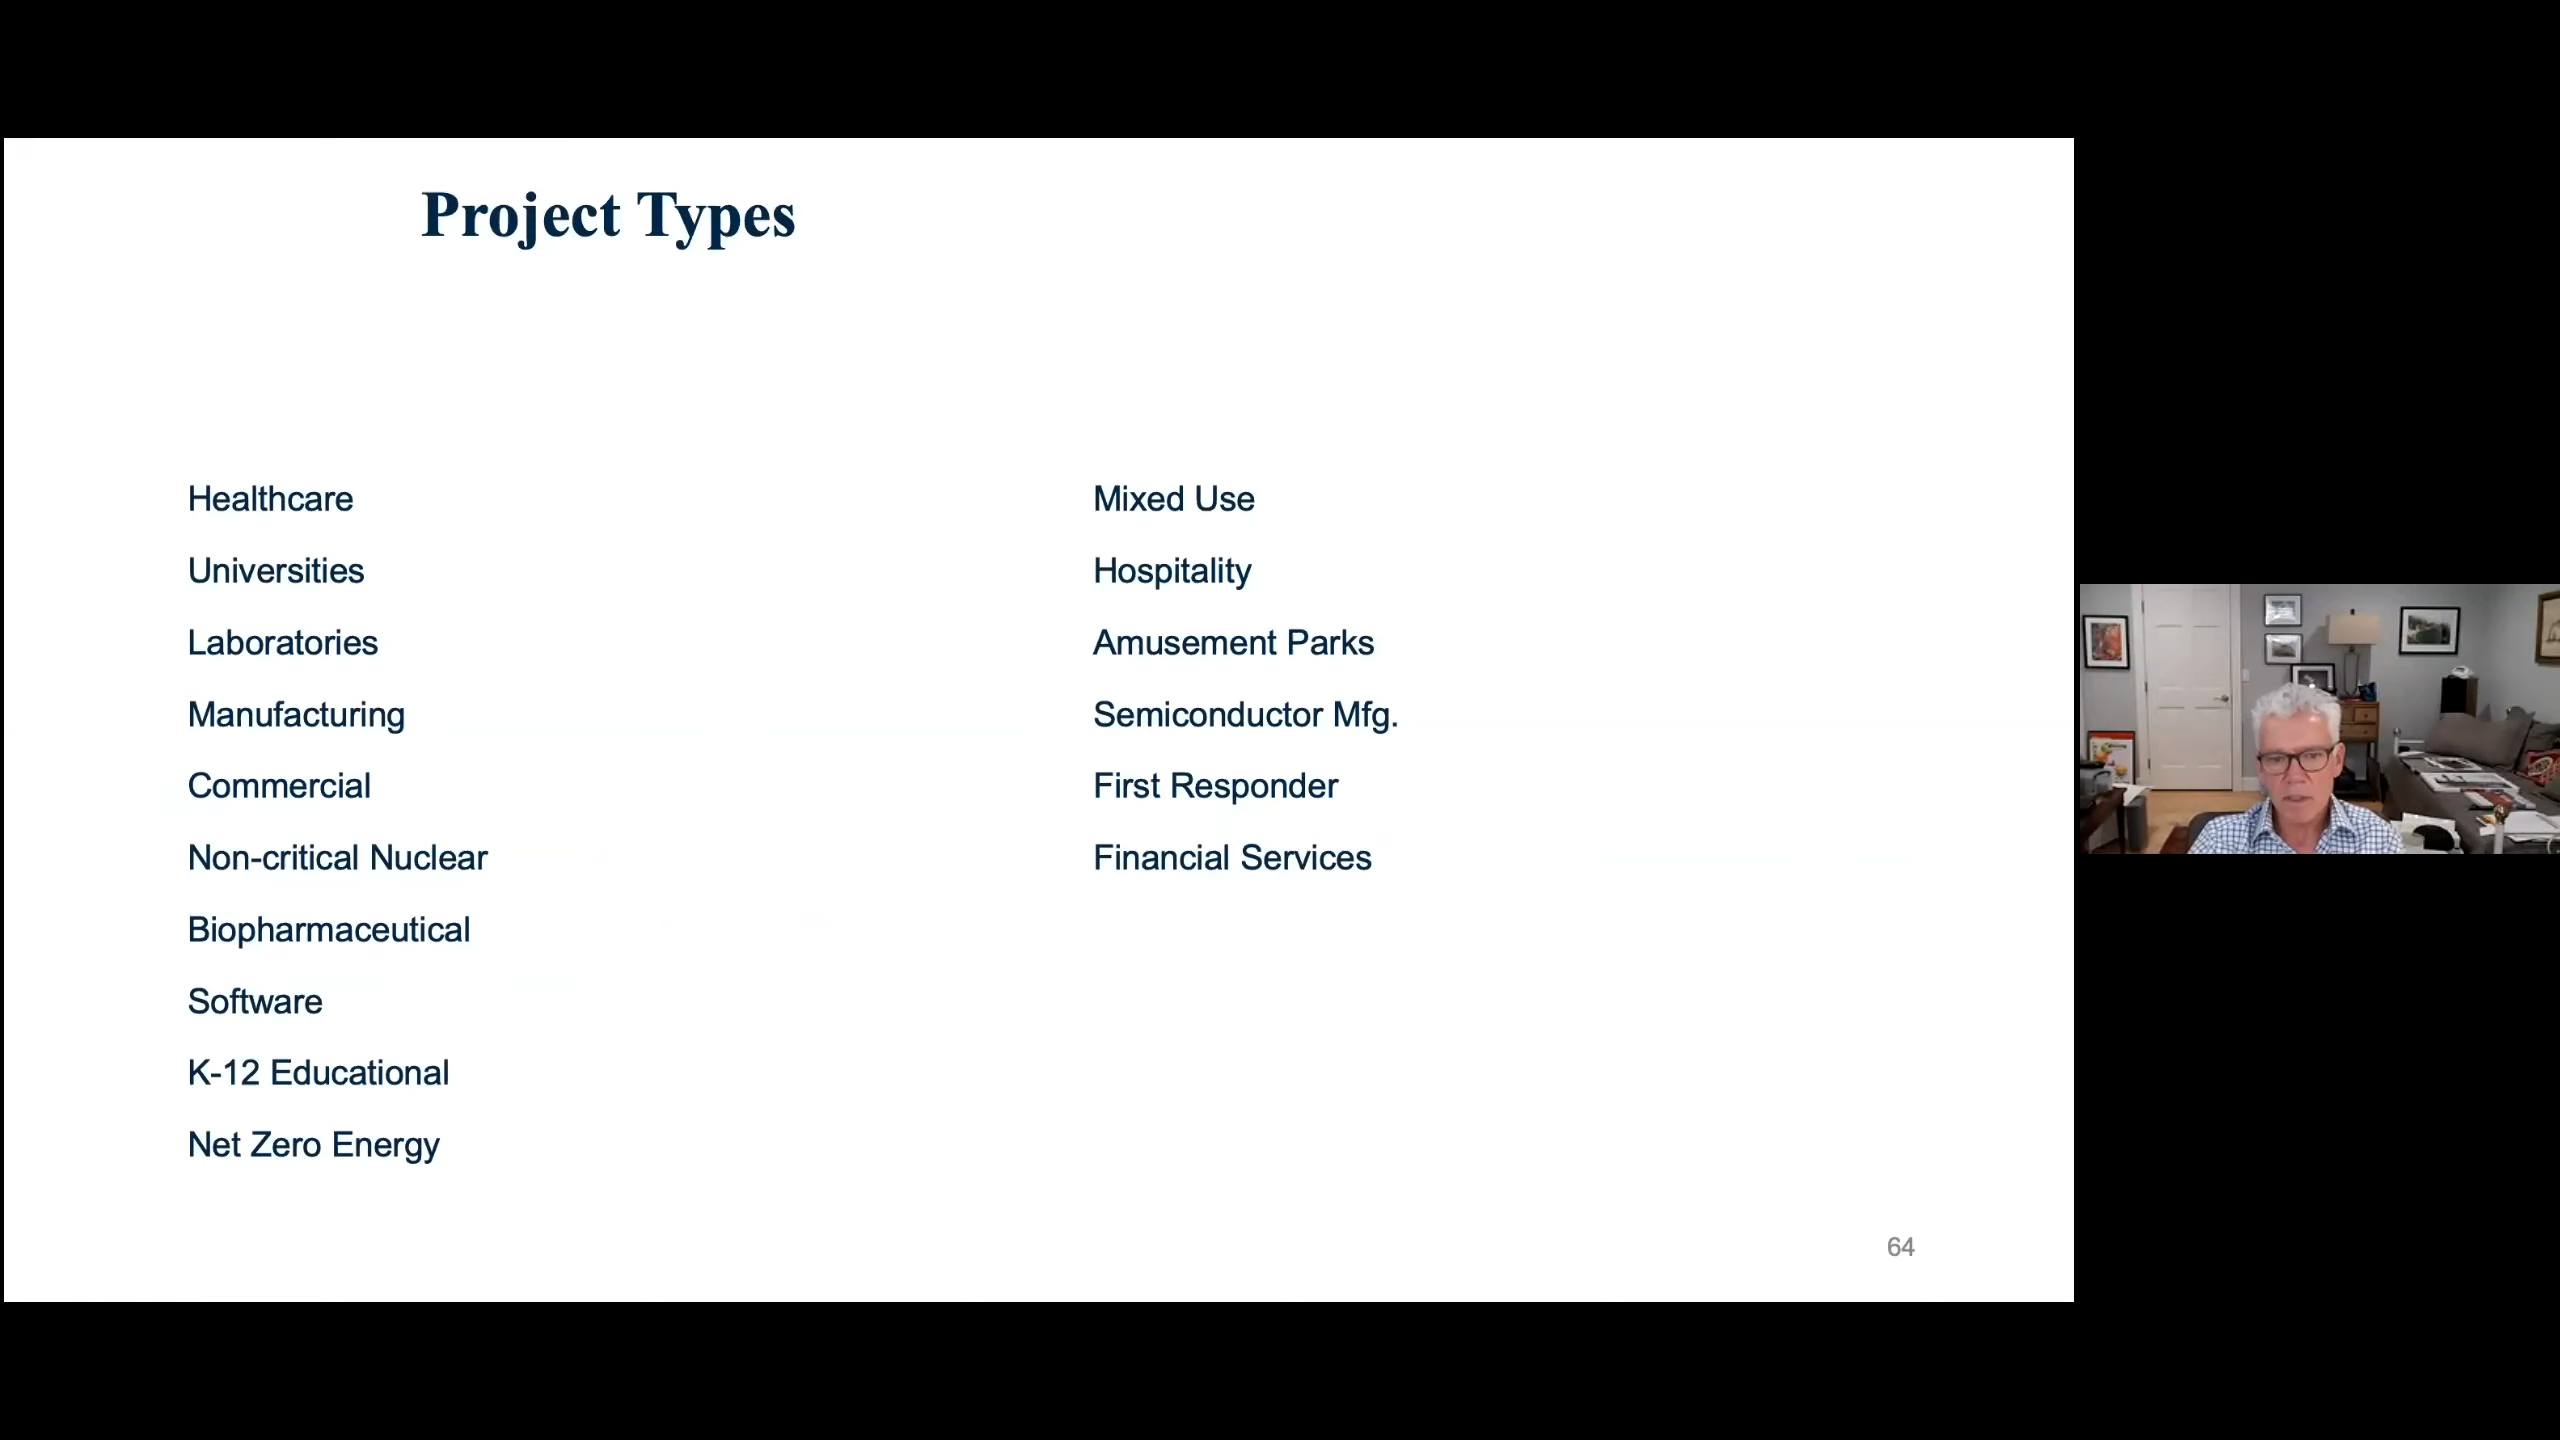 Project Types
Healthcare
Universities
Laboratories
Manufacturing
Commercial
Non-critical Nuclear
Biopharmaceutical
Software
K-12 Educational
Net Zero Energy
Mixed Use
Hospitality
Amusement Parks
Semiconductor Mfg.
First Responder
Financial Services
64